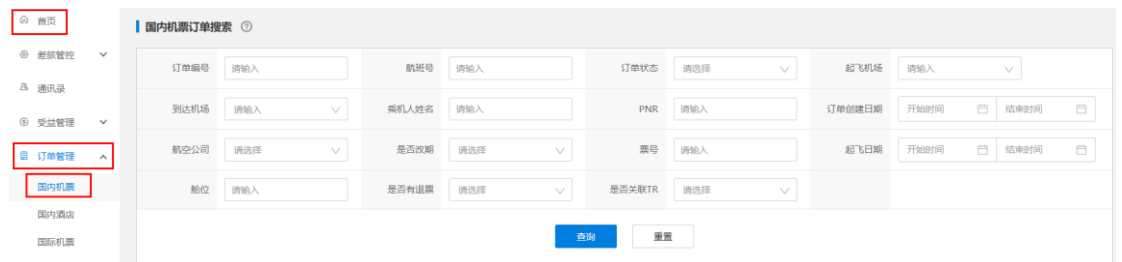 首页
差旅管控
通讯录
受益管理
订单管理
国内机票
国内酒店
国际机票
国内机票订单搜索
订单编号 请输入 航班号 请输入 订单状态 请选择 起飞机场 请输入
到达机场 请输入 乘机人姓名 请输入 PNR 请输入 订单创建日期 开始时间 结束时间
航空公司 请选择 是否改期 请选择 票号 请输入 起飞日期 开始时间 结束时间
舱位 请输入 是否有退票 请选择 是否关联TR 请选择
查询 重置